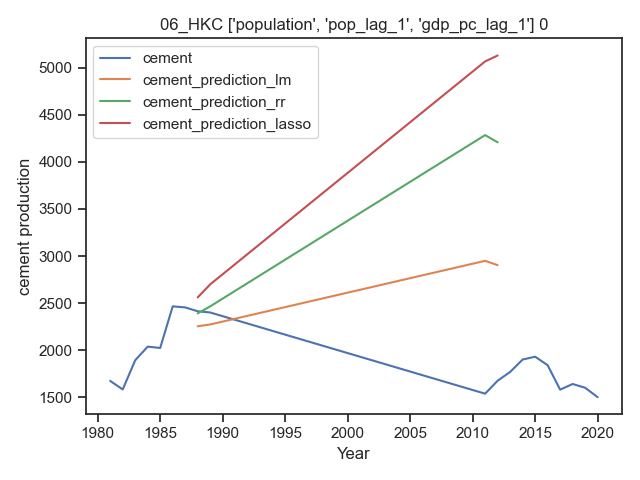 06_HKC ['population', 'pop_lag_1', 'gdp_pc_lag_1'] 0
cement
cement_prediction_lm
cement_prediction_rr
cement_prediction_lasso
cement production
5000
4500
4000
3500
3000
2500
2000
1500
1980 1985 1990 1995 2000 2005 2010 2015 2020
Year